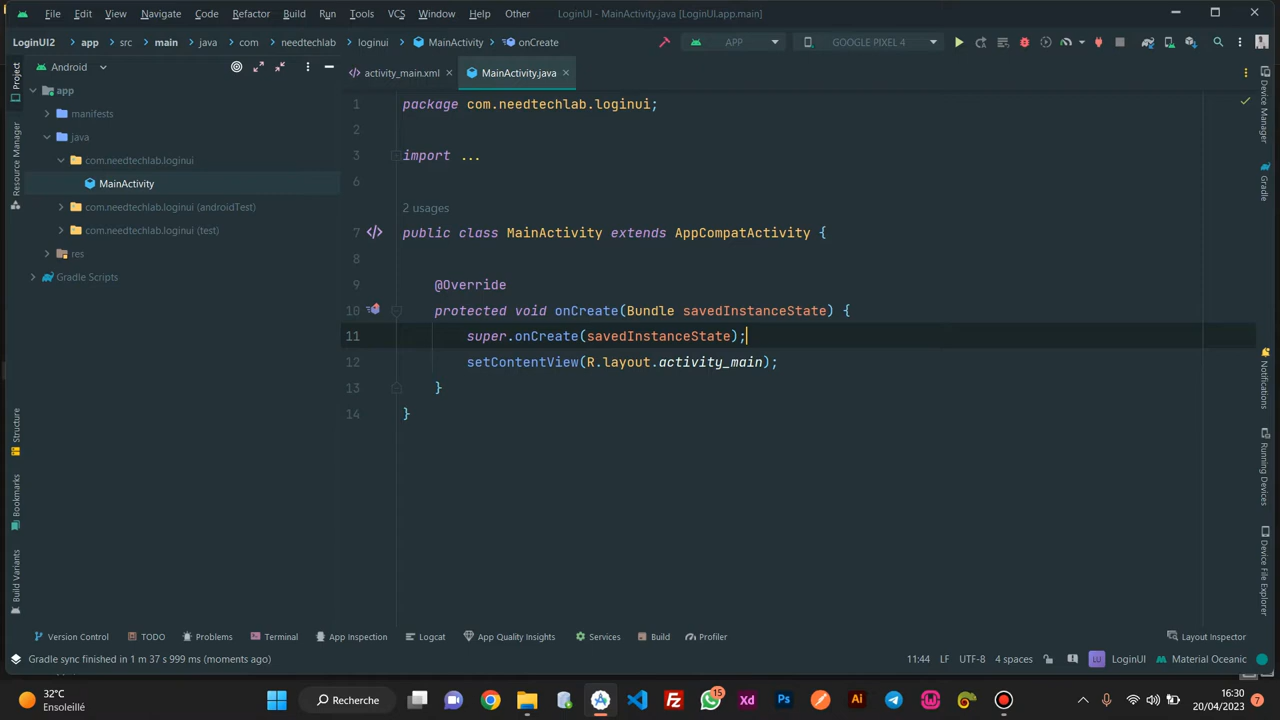 File Edit View Navigate Code Refactor Build Run Tools VCS Window Help Other LoginUI - MainActivity.java [LoginUI.app.main]
LoginUI2 app src main java com needtechlab loginui MainActivity onCreate APP GOOGLE PIXEL 4
Project
Android
activity_main.xml
MainActivity.java
Device Manager
Gradle
Resource Manager
app
manifests
java
com.needtechlab.loginui
MainActivity
com.needtechlab.loginui (androidTest)
com.needtechlab.loginui (test)
res
Gradle Scripts
1 package com.needtechlab.loginui;
2
3 import ...
6
2 usages
7 public class MainActivity extends AppCompatActivity {
8
9 @Override
10 protected void onCreate(Bundle savedInstanceState) {
11 super.onCreate(savedInstanceState);
12 setContentView(R.layout.activity_main);
13 }
14 }
Notifications
Running Devices
Device File Explorer
Structure
Bookmarks
Build Variants
Version Control TODO Problems Terminal App Inspection Logcat App Quality Insights Services Build Profiler Layout Inspector
Gradle sync finished in 1 m 37 s 999 ms (moments ago) 11:44 LF UTF-8 4 spaces LoginUI Material Oceanic
32°C
Ensoleillé
Recherche
15
Xd
Ps
Ai
16:30
20/04/2023
7